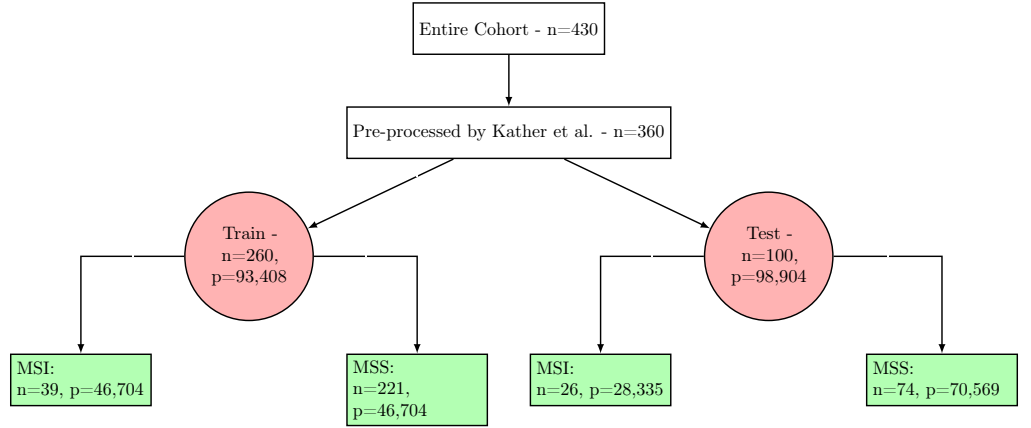 Entire Cohort - n=430
Pre-processed by Kather et al. - n=360
Train -
n=260,
p=93,408
Test -
n=100,
p=98,904
MSI:
n=39, p=46,704
MSS:
n=221,
p=46,704
MSI:
n=26, p=28,335
MSS:
n=74, p=70,569